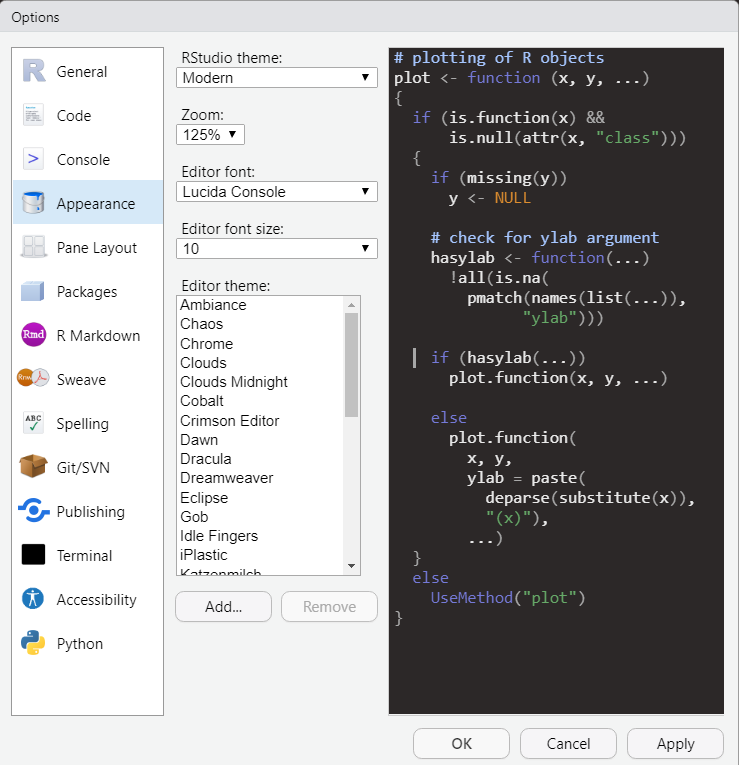 Options
General
Code
Console
Appearance
Pane Layout
Packages
Rmd
R Markdown
Rnw
Sweave
ABC
Spelling
Git/SVN
Publishing
Terminal
Accessibility
Python
RStudio theme:
Modern
Zoom:
125%
Editor font:
Lucida Console
Editor font size:
10
Editor theme:
Ambiance
Chaos
Chrome
Clouds
Clouds Midnight
Cobalt
Crimson Editor
Dawn
Dracula
Dreamweaver
Eclipse
Gob
Idle Fingers
iPlastic
Katzenmilch
Add...
Remove
# plotting of R objects
plot <- function (x, y, ...)
{
  if (is.function(x) &&
      is.null(attr(x, "class")))
  {
    if (missing(y))
      y <- NULL

    # check for ylab argument
    hasylab <- function(...)
      !all(is.na(
        pmatch(names(list(...)),
              "ylab")))

    if (hasylab(...))
      plot.function(x, y, ...)

    else
      plot.function(
        x, y,
        ylab = paste(
          deparse(substitute(x)),
          "(x)"),
        ...)
  }
  else
    UseMethod("plot")
}
OK
Cancel
Apply